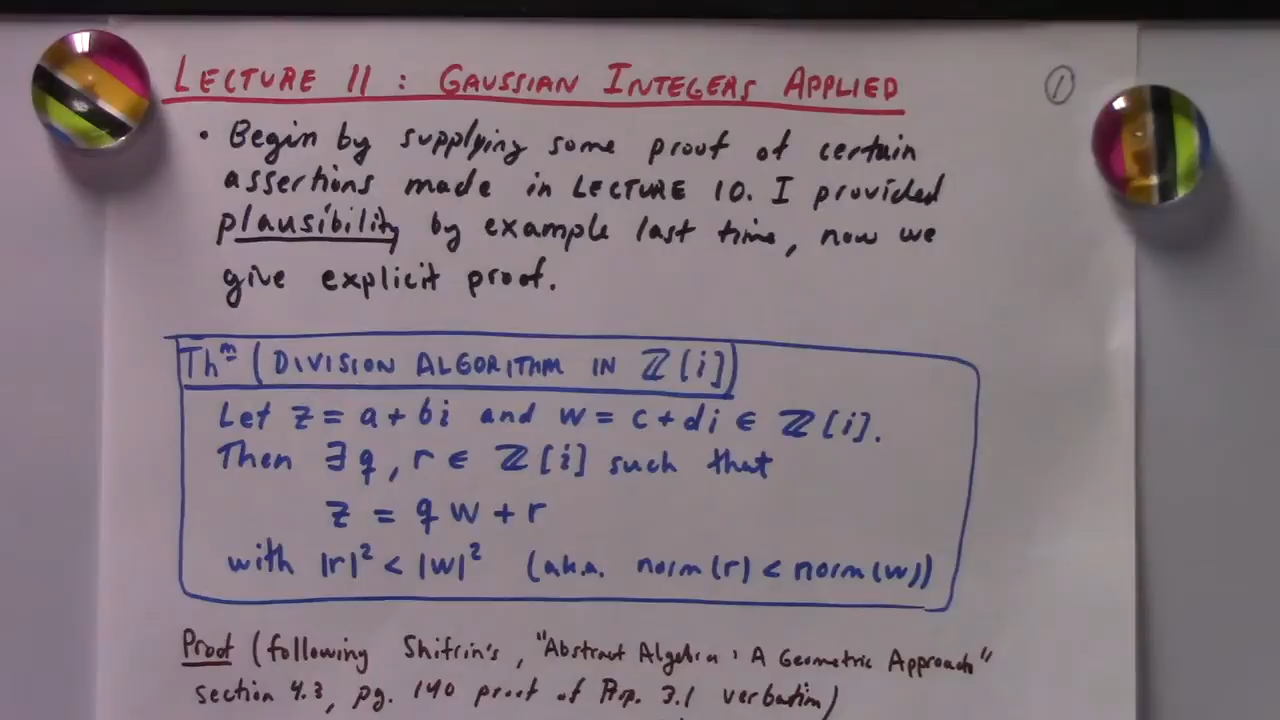 LECTURE 11 : GAUSSIAN INTEGERS APPLIED
1
• Begin by supplying some proof of certain
assertions made in LECTURE 10. I provided
plausibility by example last time, now we
give explicit proof.
Thm (DIVISION ALGORITHM IN ℤ[i])
Let z = a + bi and w = c + di ∈ ℤ[i].
Then ∃ q, r ∈ ℤ[i] such that
z = q w + r
with |r|² < |w|² (a.k.a. norm(r) < norm(w))
Proof (following Shifrin's, "Abstract Algebra: A Geometric Approach"
section 4.3, pg. 140 proof of Prop. 3.1 verbatim)